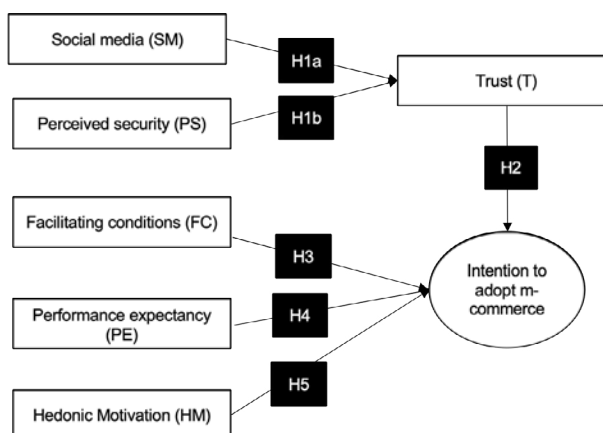 Social media (SM)
H1a
Trust (T)
Perceived security (PS)
H1b
H2
Facilitating conditions (FC)
H3
Intention to
adopt m-
commerce
Performance expectancy
(PE)
H4
H5
Hedonic Motivation (HM)